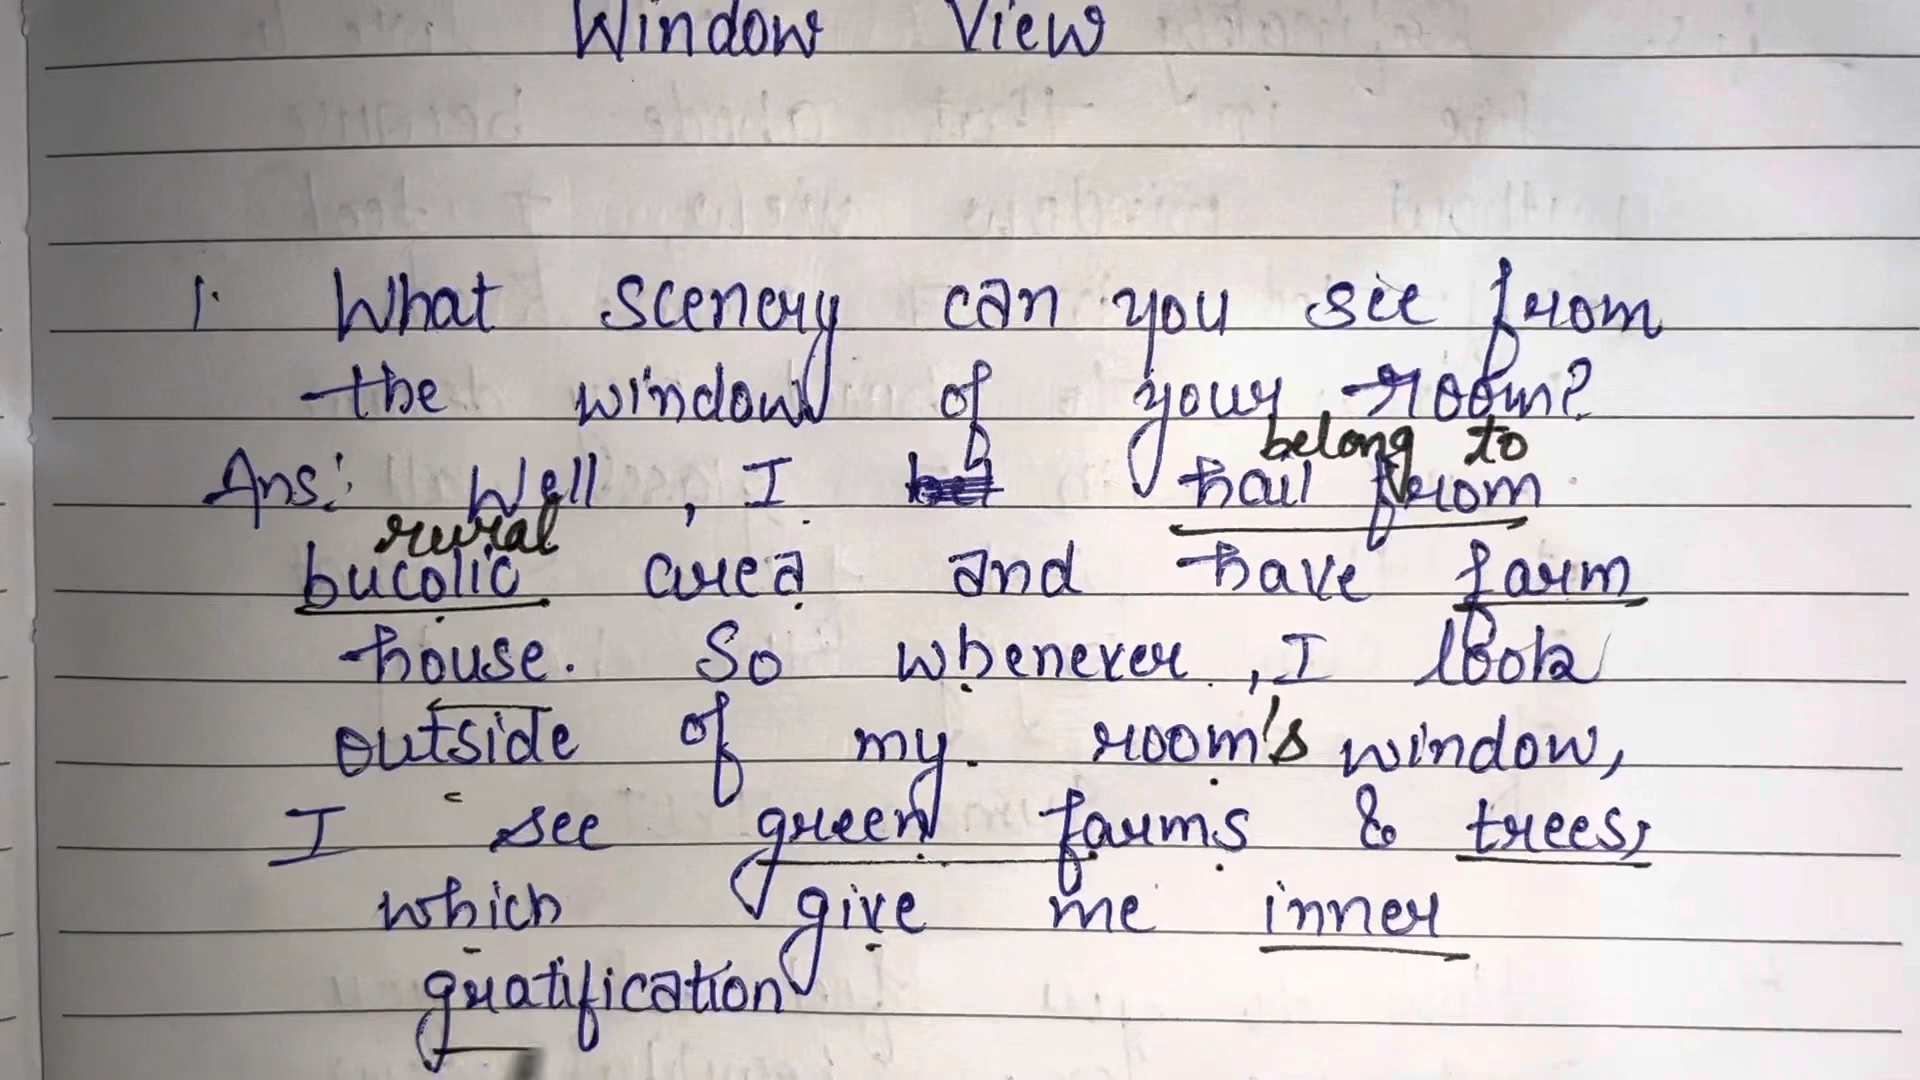 Window View
1. What scenery can you see from
the window of your room?
belong to
Ans: Well, I hail from
rural
bucolic area and have farm
house. So whenever, I look
outside of my room's window,
I see green farms & trees,
which give me inner
gratification